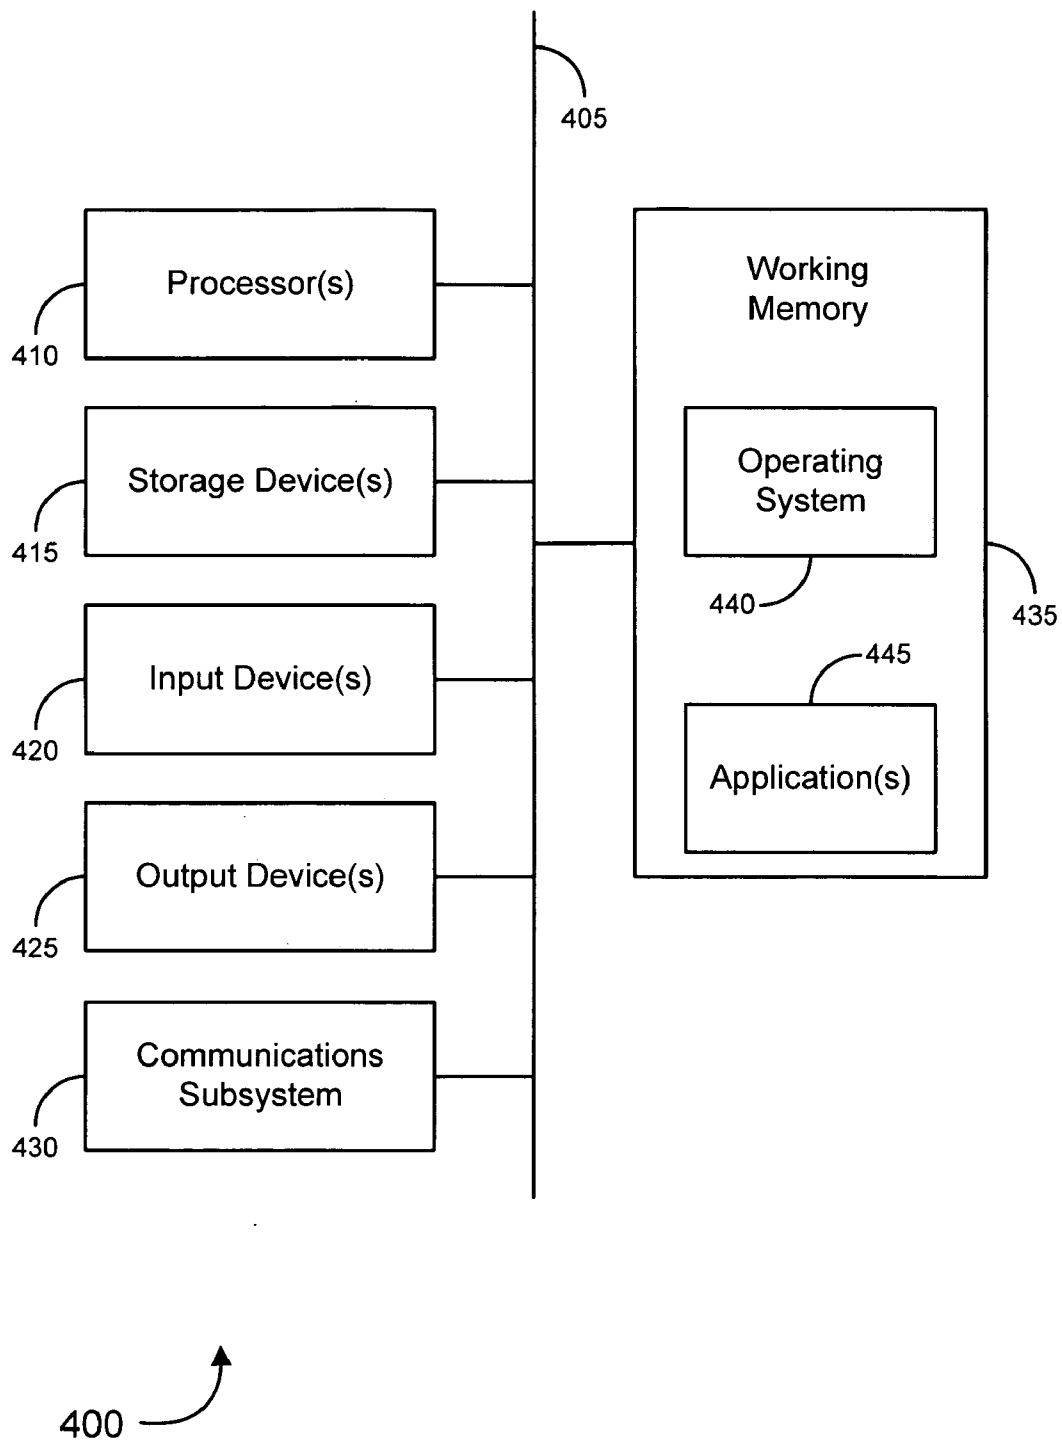 405
Processor(s)
410
Working
Memory
Storage Device(s)
415
Operating
System
440
435
Input Device(s)
420
445
Application(s)
Output Device(s)
425
Communications
Subsystem
430
400